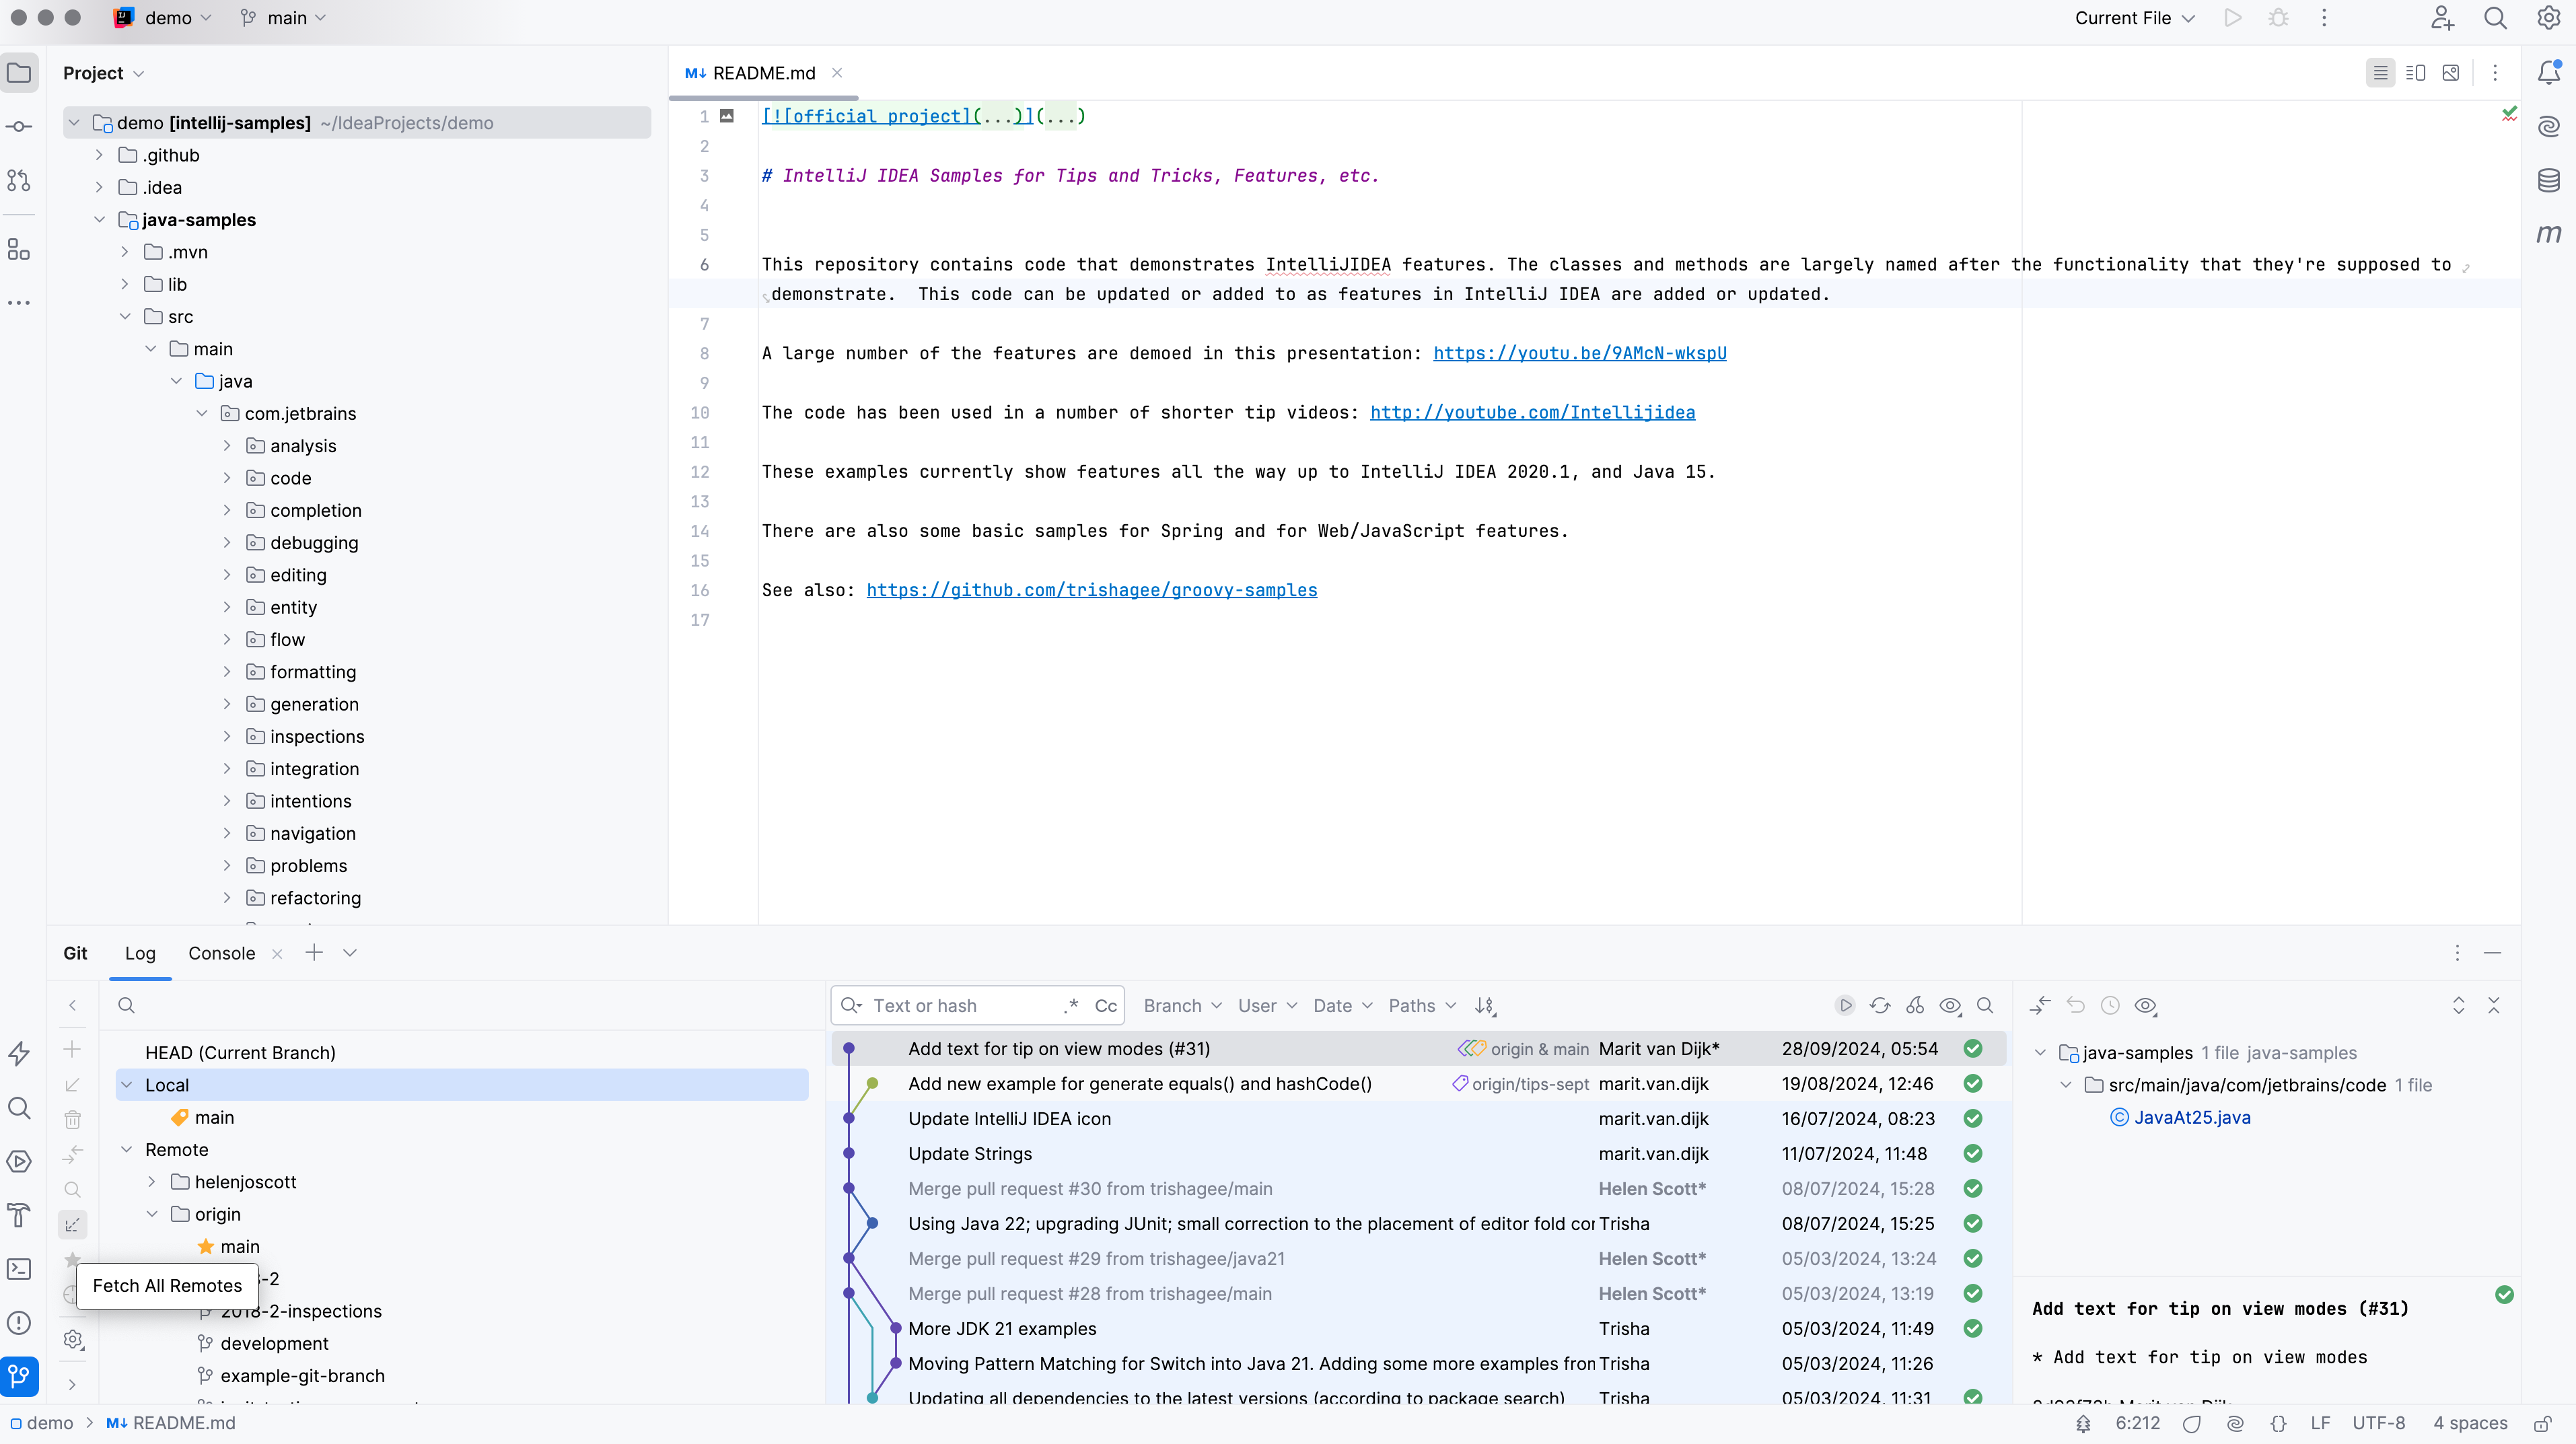 demo
main
Current File
Project
demo [intellij-samples] ~/IdeaProjects/demo
.github
.idea
java-samples
.mvn
lib
src
main
java
com.jetbrains
analysis
code
completion
debugging
editing
entity
flow
formatting
generation
inspections
integration
intentions
navigation
problems
refactoring
M↓ README.md
1 [![official project](...)](...)
2
3 # IntelliJ IDEA Samples for Tips and Tricks, Features, etc.
4
5
6 This repository contains code that demonstrates IntelliJIDEA features. The classes and methods are largely named after the functionality that they're supposed to
demonstrate.  This code can be updated or added to as features in IntelliJ IDEA are added or updated.
7
8 A large number of the features are demoed in this presentation: https://youtu.be/9AMcN-wkspU
9
10 The code has been used in a number of shorter tip videos: http://youtube.com/Intellijidea
11
12 These examples currently show features all the way up to IntelliJ IDEA 2020.1, and Java 15.
13
14 There are also some basic samples for Spring and for Web/JavaScript features.
15
16 See also: https://github.com/trishagee/groovy-samples
17
m
Git Log Console
HEAD (Current Branch)
Local
main
Remote
helenjoscott
origin
main
-2
2018-2-inspections
development
example-git-branch
Fetch All Remotes
Text or hash .* Cc Branch User Date Paths
Add text for tip on view modes (#31) origin & main Marit van Dijk* 28/09/2024, 05:54
Add new example for generate equals() and hashCode() origin/tips-sept marit.van.dijk 19/08/2024, 12:46
Update IntelliJ IDEA icon marit.van.dijk 16/07/2024, 08:23
Update Strings marit.van.dijk 11/07/2024, 11:48
Merge pull request #30 from trishagee/main Helen Scott* 08/07/2024, 15:28
Using Java 22; upgrading JUnit; small correction to the placement of editor fold cor Trisha 08/07/2024, 15:25
Merge pull request #29 from trishagee/java21 Helen Scott* 05/03/2024, 13:24
Merge pull request #28 from trishagee/main Helen Scott* 05/03/2024, 13:19
More JDK 21 examples Trisha 05/03/2024, 11:49
Moving Pattern Matching for Switch into Java 21. Adding some more examples from Trisha 05/03/2024, 11:26
Updating all dependencies to the latest versions (according to package search) Trisha 05/03/2024, 11:31
java-samples 1 file java-samples
src/main/java/com/jetbrains/code 1 file
JavaAt25.java
Add text for tip on view modes (#31)
* Add text for tip on view modes
demo > M↓ README.md
6:212 {} LF UTF-8 4 spaces